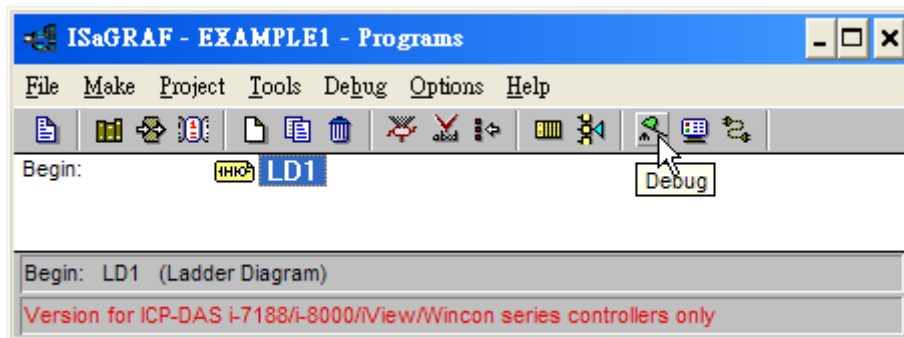 ISaGRAF - EXAMPLE1 - Programs
File Make Project Tools Debug Options Help
Begin: LD1
Debug
Begin: LD1 (Ladder Diagram)
Version for ICP-DAS i-7188/i-8000/iView/Wincon series controllers only